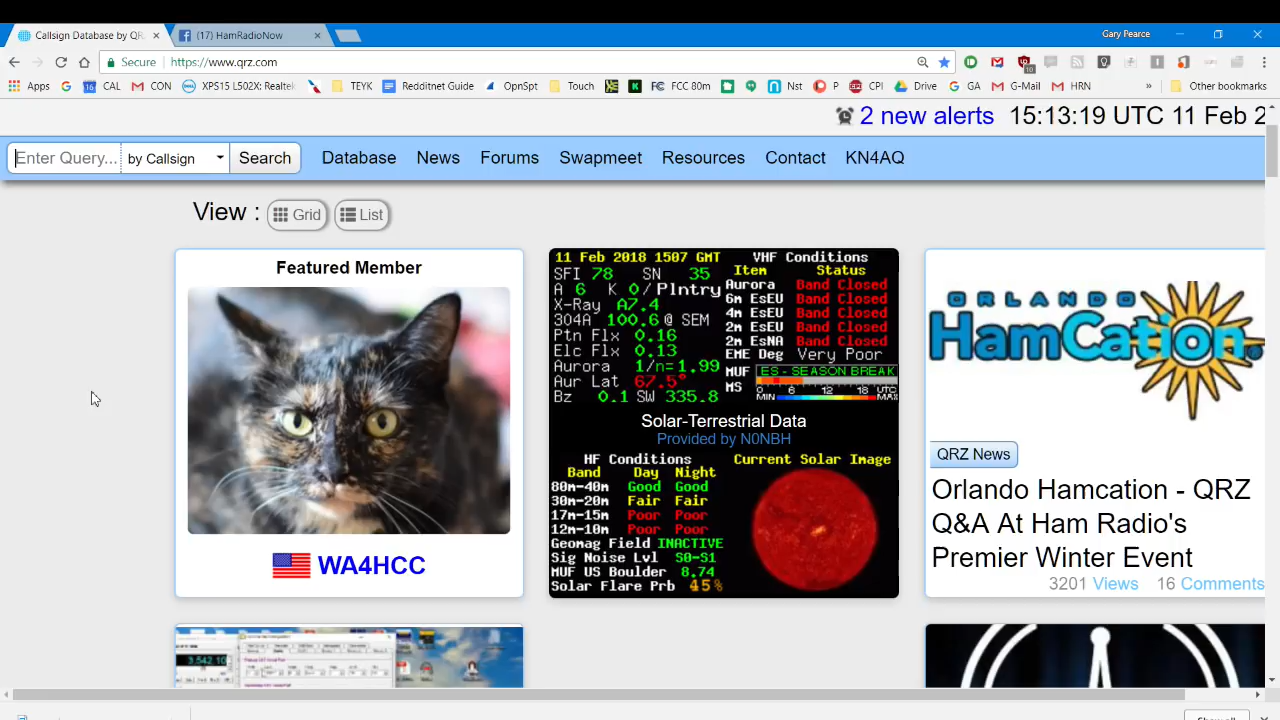 Callsign Database by QR
(17) HamRadioNow
Gary Pearce
Secure
https://www.qrz.com
Apps
CAL
CON
XPS15 L502X Realtek
TEYK
Redditnet Guide
OpnSpt
Touch
FCC 80m
Nst
P
CPI
Drive
GA
G-Mail
HRN
»
Other bookmarks
2 new alerts 15:13:19 UTC 11 Feb 2
Enter Query...
by Callsign
Search
Database
News
Forums
Swapmeet
Resources
Contact
KN4AQ
View :
Grid
List
Featured Member
WA4HCC
11 Feb 2018 1507 GMT
SFI 78 SN 35
A 6 K 0/Plntry
X-Ray A7.4
304A 100.6 @ SEM
Ptn Flx 0.16
Elc Flx 0.13
Aurora 1/n=1.99
Aur Lat 67.5°
Bz 0.1 SW 335.8
VHF Conditions
Item Status
Aurora Band Closed
6m EsEU Band Closed
4m EsEU Band Closed
2m EsEU Band Closed
2m EsNA Band Closed
EME Deg Very Poor
MUF ES - SEASON BREAK
MS 0 6 12 18 UTC
MIN MAX
Solar-Terrestrial Data
Provided by N0NBH
HF Conditions
Band Day Night
80m-40m Good Good
30m-20m Fair Fair
17m-15m Poor Poor
12m-10m Poor Poor
Geomag Field INACTIVE
Sig Noise Lvl S0-S1
MUF US Boulder 8.74
Solar Flare Prb 45%
Current Solar Image
ORLANDO
HamCation®
QRZ News
Orlando Hamcation - QRZ
Q&A At Ham Radio's
Premier Winter Event
3201 Views 16 Comments
3.542.10